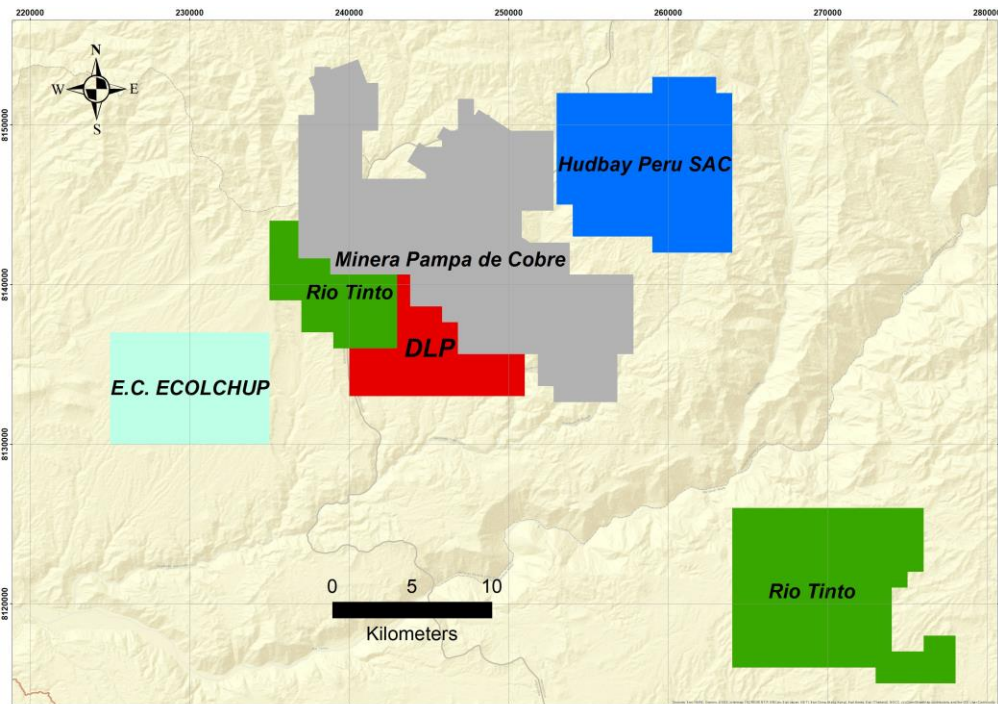 220000 230000 240000 250000 260000 270000 280000
N
W E
S
8150000
Hudbay Peru SAC
Minera Pampa de Cobre
8140000
Rio Tinto
DLP
E.C. ECOLCHUP
8130000
0 5 10
Kilometers
Rio Tinto
8120000